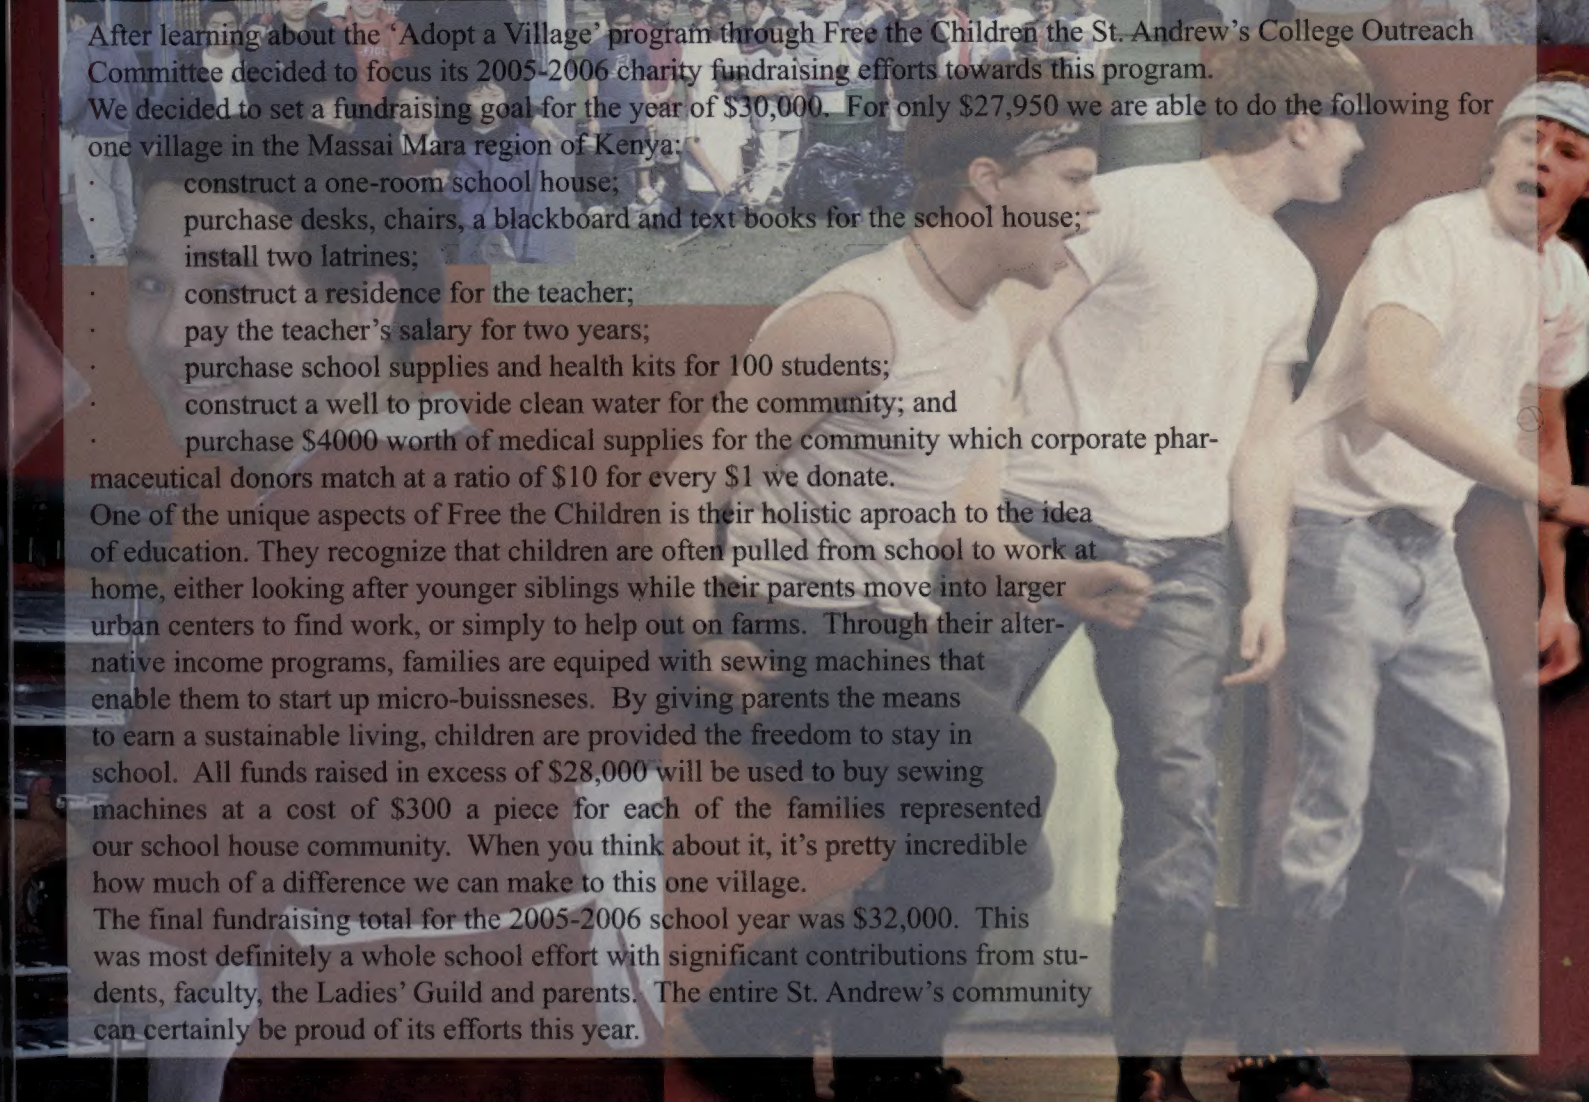 After learning about the ‘Adopt a Village’ program through Free the Children the St. Andrew’s College Outreach
Committee decided to focus its 2005-2006 charity fundraising efforts towards this program.
We decided to set a fundraising goal for the year of $30,000. For only $27,950 we are able to do the following for
one village in the Massai Mara region of Kenya:
· construct a one-room school house;
· purchase desks, chairs, a blackboard and text books for the school house;
· install two latrines;
· construct a residence for the teacher;
· pay the teacher’s salary for two years;
· purchase school supplies and health kits for 100 students;
· construct a well to provide clean water for the community; and
· purchase $4000 worth of medical supplies for the community which corporate phar-
maceutical donors match at a ratio of $10 for every $1 we donate.
One of the unique aspects of Free the Children is their holistic aproach to the idea
of education. They recognize that children are often pulled from school to work at
home, either looking after younger siblings while their parents move into larger
urban centers to find work, or simply to help out on farms. Through their alter-
native income programs, families are equiped with sewing machines that
enable them to start up micro-buissneses. By giving parents the means
to earn a sustainable living, children are provided the freedom to stay in
school. All funds raised in excess of $28,000 will be used to buy sewing
machines at a cost of $300 a piece for each of the families represented
our school house community. When you think about it, it’s pretty incredible
how much of a difference we can make to this one village.
The final fundraising total for the 2005-2006 school year was $32,000. This
was most definitely a whole school effort with significant contributions from stu-
dents, faculty, the Ladies’ Guild and parents. The entire St. Andrew’s community
can certainly be proud of its efforts this year.